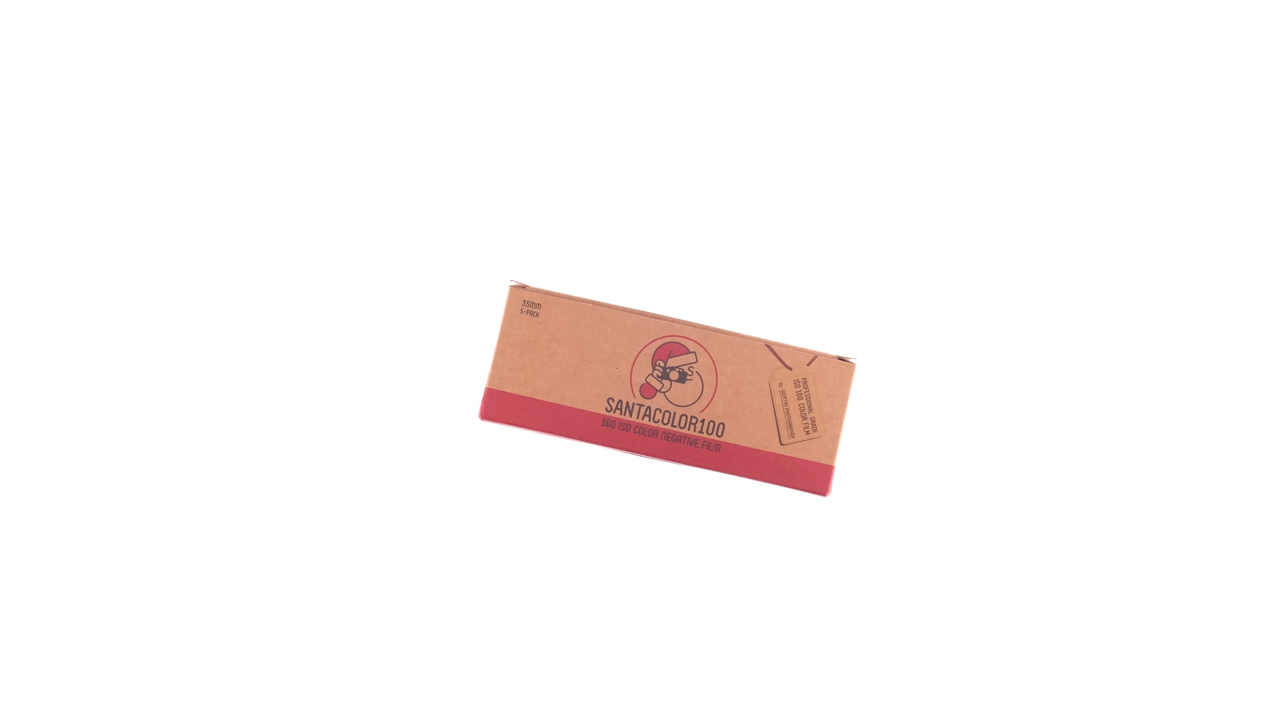 35mm
5-PACK
SANTACOLOR100
100 ISO COLOR NEGATIVE FILM
PROFESSIONAL GRADE
ISO 100 COLOR FILM